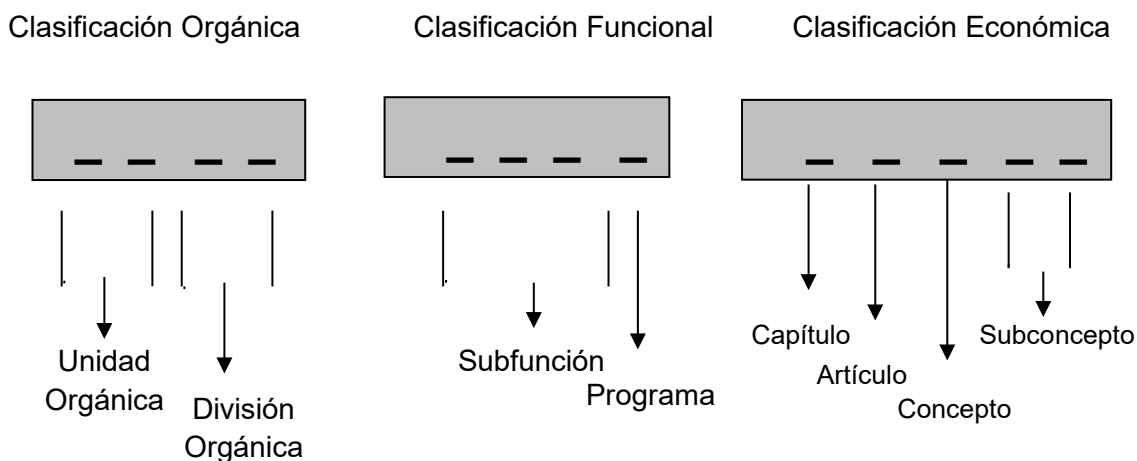 Clasificación Orgánica
Clasificación Funcional
Clasificación Económica
Unidad
Orgánica
División
Orgánica
Subfunción
Programa
Capítulo
Artículo
Concepto
Subconcepto